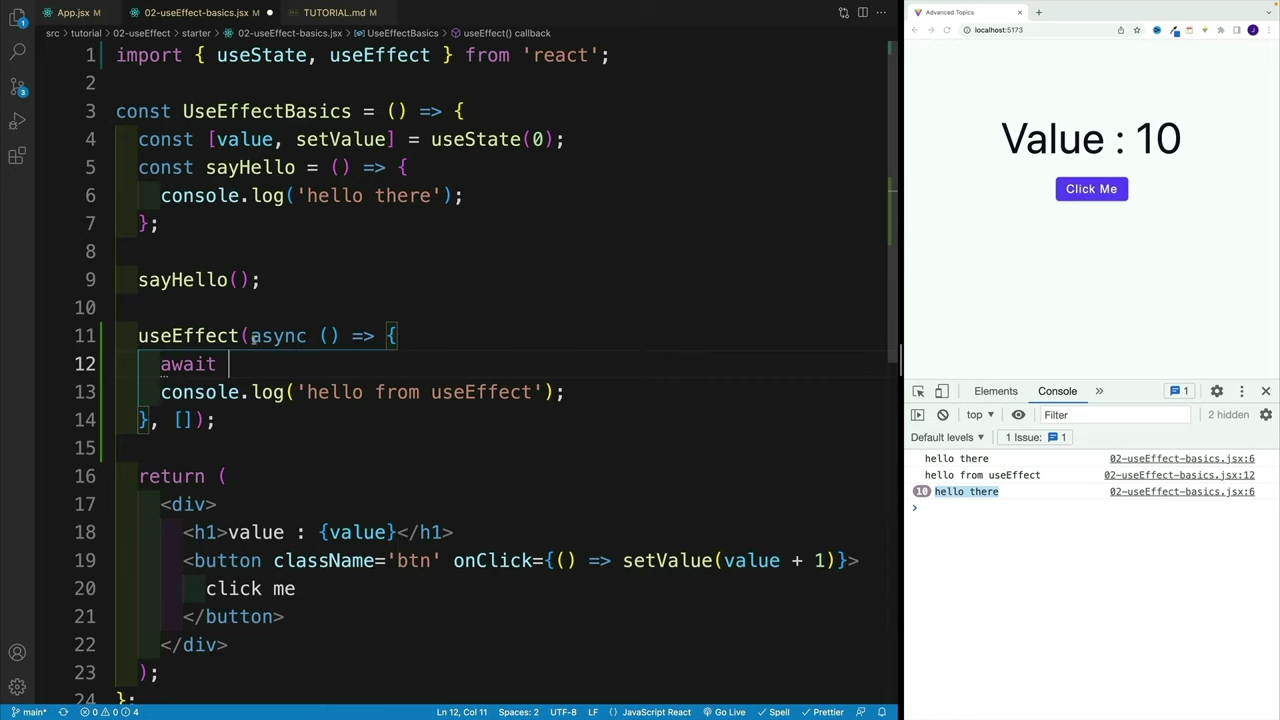 App.jsx M
02-useEffect-basics.jsx M
TUTORIAL.md M
src > tutorial > 02-useEffect > starter > 02-useEffect-basics.jsx > UseEffectBasics > useEffect() callback
1 import { useState, useEffect } from 'react';
2
3 const UseEffectBasics = () => {
4 const [value, setValue] = useState(0);
5 const sayHello = () => {
6 console.log('hello there');
7 };
8
9 sayHello();
10
11 useEffect(async () => {
12 await
13 console.log('hello from useEffect');
14 }, []);
15
16 return (
17 <div>
18 <h1>value : {value}</h1>
19 <button className='btn' onClick={() => setValue(value + 1)}>
20 click me
21 </button>
22 </div>
23 );
24 };
main* 0 0 4 Ln 12, Col 11 Spaces: 2 UTF-8 LF { } JavaScript React Go Live Spell Prettier
Advanced Topics
localhost:5173
Value : 10
Click Me
Elements Console » 1
top Filter 2 hidden
Default levels 1 Issue: 1
hello there 02-useEffect-basics.jsx:6
hello from useEffect 02-useEffect-basics.jsx:12
10 hello there 02-useEffect-basics.jsx:6
>